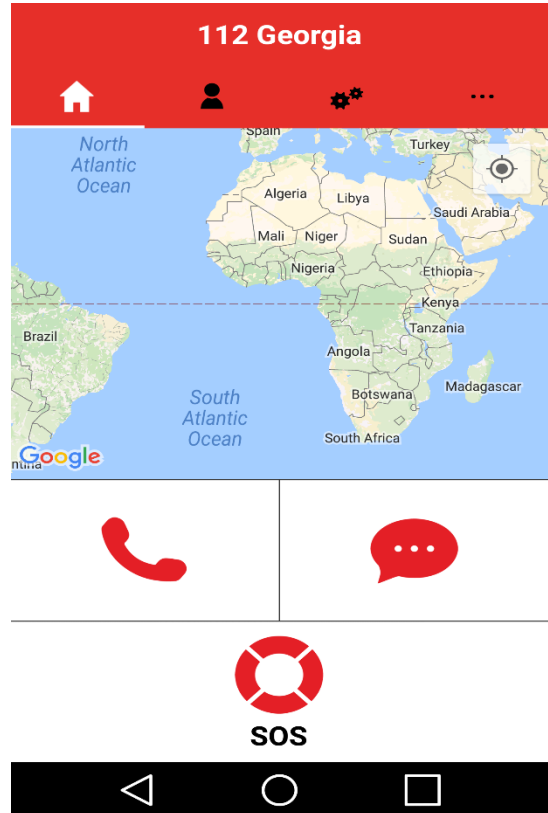 112 Georgia
Spain
North
Atlantic
Ocean
Turkey
Algeria
Libya
Saudi Arabia
Mali
Niger
Sudan
Nigeria
Ethiopia
Kenya
Brazil
Tanzania
Angola
South
Atlantic
Ocean
Botswana
Madagascar
South Africa
Google
ntina
SOS